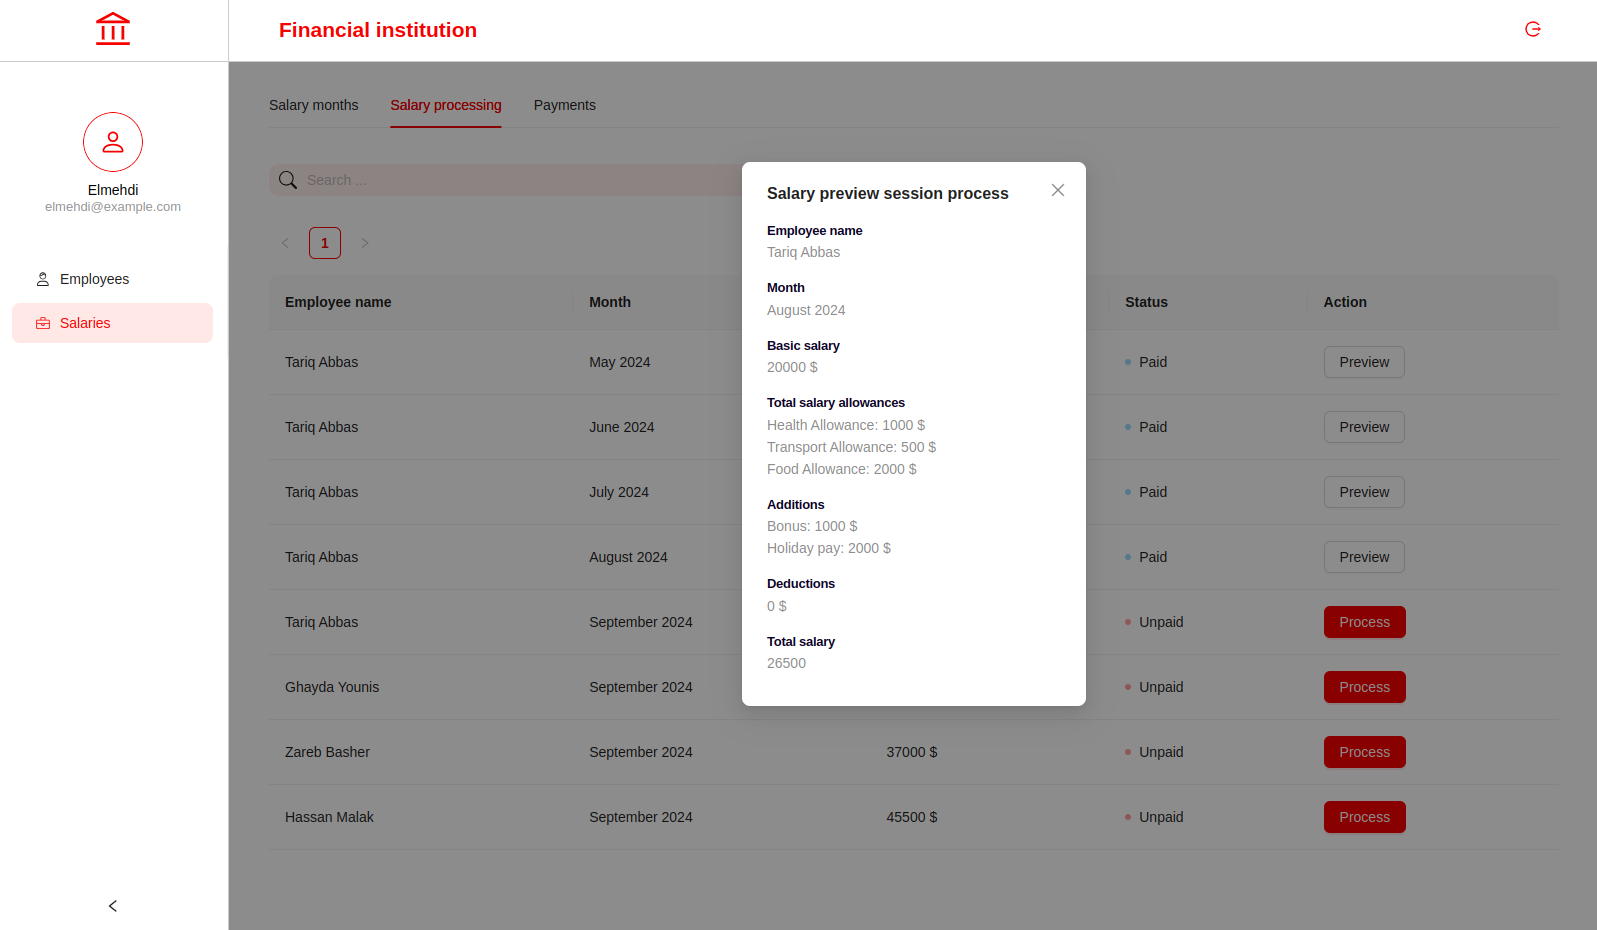 Financial institution
Elmehdi
elmehdi@example.com
Employees
Salaries
Salary months Salary processing Payments
Search ...
1
Employee name Month Status Action
Tariq Abbas May 2024 Paid Preview
Tariq Abbas June 2024 Paid Preview
Tariq Abbas July 2024 Paid Preview
Tariq Abbas August 2024 Paid Preview
Tariq Abbas September 2024 Unpaid Process
Ghayda Younis September 2024 Unpaid Process
Zareb Basher September 2024 37000 $ Unpaid Process
Hassan Malak September 2024 45500 $ Unpaid Process
Salary preview session process
Employee name
Tariq Abbas
Month
August 2024
Basic salary
20000 $
Total salary allowances
Health Allowance: 1000 $
Transport Allowance: 500 $
Food Allowance: 2000 $
Additions
Bonus: 1000 $
Holiday pay: 2000 $
Deductions
0 $
Total salary
26500